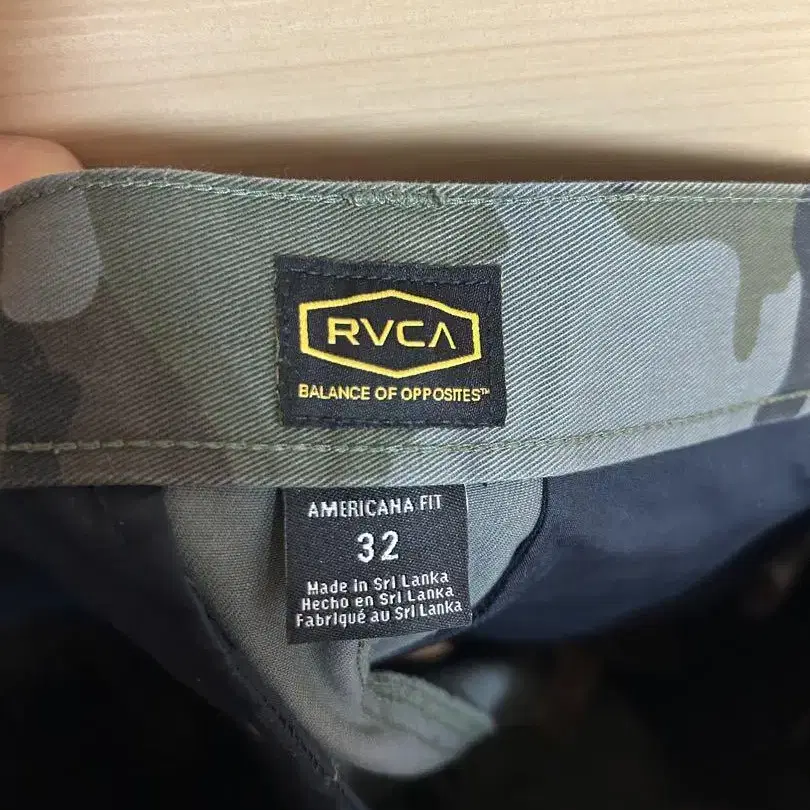 RVCA
BALANCE OF OPPOSITES™
AMERICANA FIT
32
Made in Sri Lanka
Hecho en Sri Lanka
Fabriqué au Sri Lanka